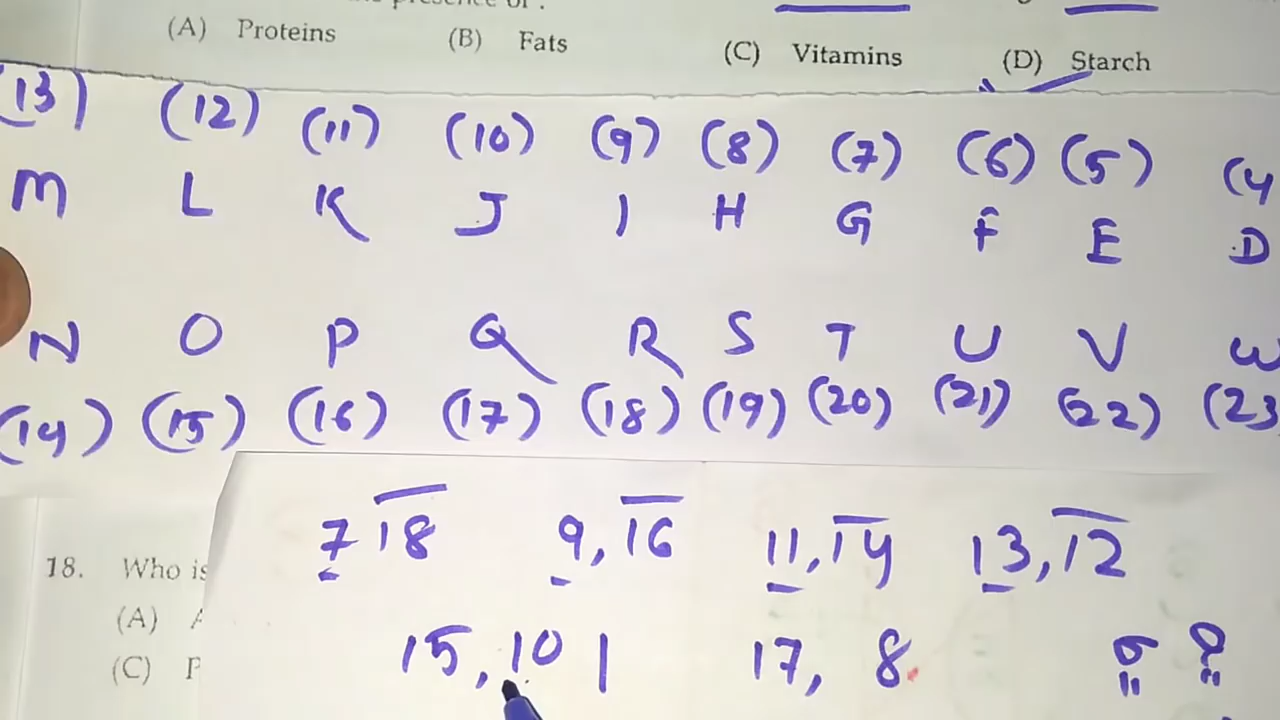 (A) Proteins (B) Fats (C) Vitamins (D) Starch
(13) (12) (11) (10) (9) (8) (7) (6) (5) (4
M L K J I H G F E D
N O P Q R S T U V W
(14) (15) (16) (17) (18) (19) (20) (21) (22) (23
7 18 9, 16 11, 14 13, 12
18. Who is
(A)
15, 10 | 17, 8
(C) P